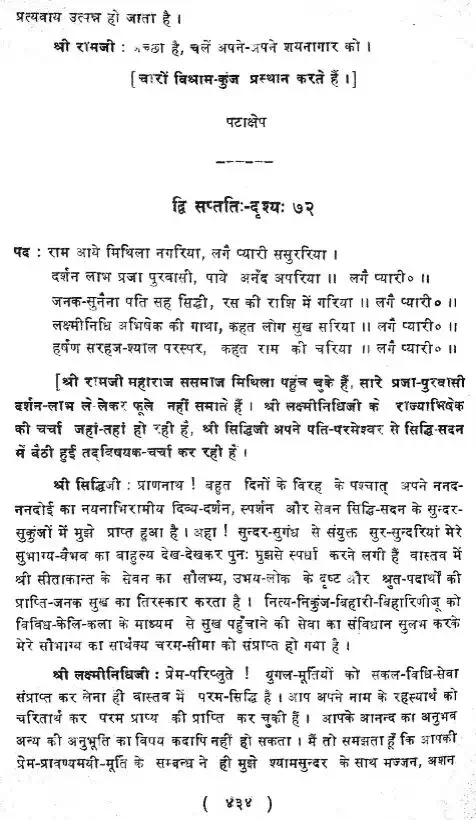 प्रत्यवाय उत्पन्न हो जाता है ।
श्री रामजी : अच्छा है, चलें अपने-अपने शयनागार को ।
[चारों विश्राम-कुंज प्रस्थान करते हैं ।]
पटाक्षेप
------
द्वि सप्ततिः-दृश्यः ७२
पद : राम आये मिथिला नगरिया, लगै प्यारी ससुररिया ।
दर्शन लाभ प्रजा पुरवासी, पाये अनँद अपरिया ॥ लगै प्यारी० ॥
जनक-सुनैना पति सह सिद्धी, रस की राशि में गरिया ॥ लगै प्यारी० ॥
लक्ष्मीनिधि अभिषेक की गाथा, कहत लोग सुख सरिया ॥ लगै प्यारी० ॥
हर्षण सरहज-श्याल परस्पर, कहत राम की चरिया ॥ लगै प्यारी० ॥
[श्री रामजी महाराज ससमाज मिथिला पहुंच चुके हैं, सारे प्रजा-पुरवासी
दर्शन-लाभ ले-लेकर फूले नहीं समाते हैं । श्री लक्ष्मीनिधिजी के राज्याभिषेक
की चर्चा जहां-तहां हो रही है, श्री सिद्धिजी अपने पति-परमेश्वर से सिद्धि-सदन
में बैठी हुई तद्विषयक-चर्चा कर रही हैं ।
श्री सिद्धिजी : प्राणनाथ ! बहुत दिनों के विरह के पश्चात् अपने ननद-
ननदोई का नयनाभिरामीय दिव्य-दर्शन, स्पर्शन और सेवन सिद्धि-सदन के सुन्दर-
सुकुंजों में मुझे प्राप्त हुआ है । अहा ! सुन्दर-सुगंध से संयुक्त सुर-सुन्दरियां मेरे
सुभाग्य-वैभव का बाहुल्य देख-देखकर पुनः मुझसे स्पर्धा करने लगी हैं वास्तव में
श्री सीताकान्त के सेवन का सौलभ्य, उभय-लोक के दृष्ट और श्रुत-पदार्थों की
प्राप्ति-जनक सुख का तिरस्कार करता है । नित्य-निकुंज-बिहारी-बिहारिणीजू को
विविध-केलि-कला के माध्यम से सुख पहुँचाने की सेवा का संविधान सुलभ करके
मेरे सौभाग्य का सार्थक्य चरम-सीमा को संप्राप्त हो गया है ।
श्री लक्ष्मीनिधिजी : प्रेम-परिप्लुते ! युगल-मूर्तियों को सकल-विधि-सेवा
संप्राप्त कर लेना ही वास्तव में परम-सिद्धि है । आप अपने नाम के रहस्यार्थ को
चरितार्थ कर परम प्राप्य की प्राप्ति कर चुकी हैं । आपके आनन्द का अनुभव
अन्य की अनुभूति का विषय कदापि नहीं हो सकता । मैं तो समझता हूँ कि आपकी
प्रेम-प्रावण्यमयी-मूर्ति के सम्बन्ध ने ही मुझे श्यामसुन्दर के साथ मज्जन, अशन
( ४३४ )